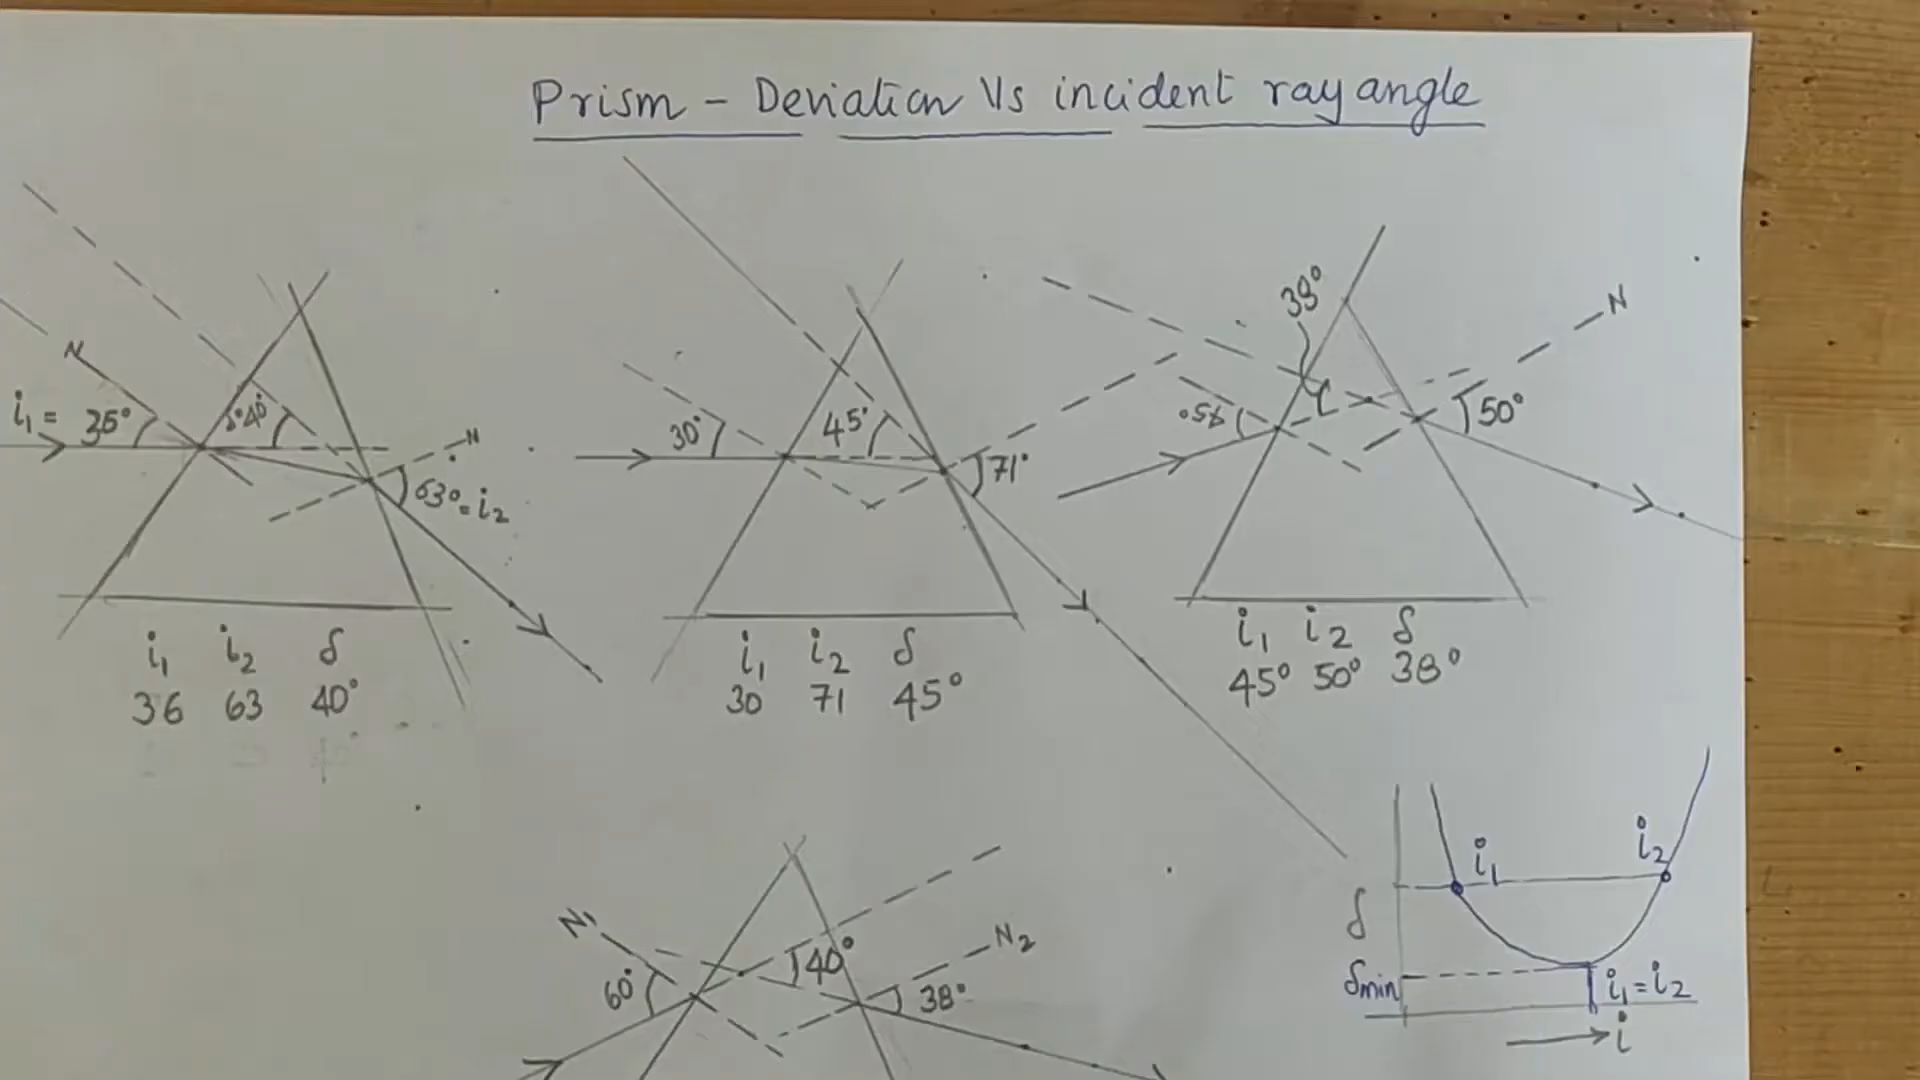 Prism - Deviation Vs incident ray angle
i₁ = 35°
N
40°
N
63° = i₂
i₁ i₂ δ
36 63 40°
30°
45°
71°
i₁ i₂ δ
30 71 45°
38°
45°
N
50°
i₁ i₂ δ
45° 50° 38°
N₁
60°
40°
N₂
38°
i₁
i₂
δ
δmin
i₁ = i₂
i